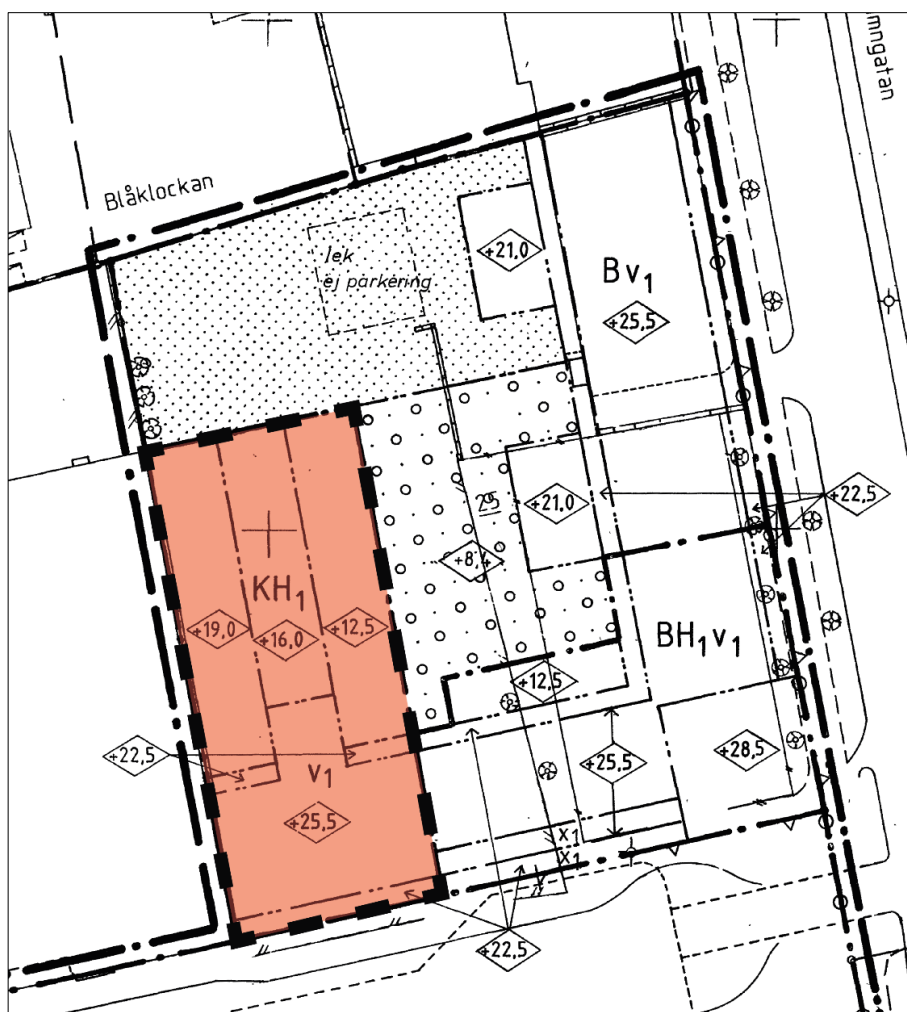 mngatan
Blåklockan
lek
ej parkering
+21,0
Bv₁
+25,5
29
+21,0
+22,5
+8,4
KH₁
+19,0
+16,0
+12,5
BH₁v₁
+12,5
+22,5
+25,5
+28,5
v₁
+25,5
x₁
x₁
+22,5